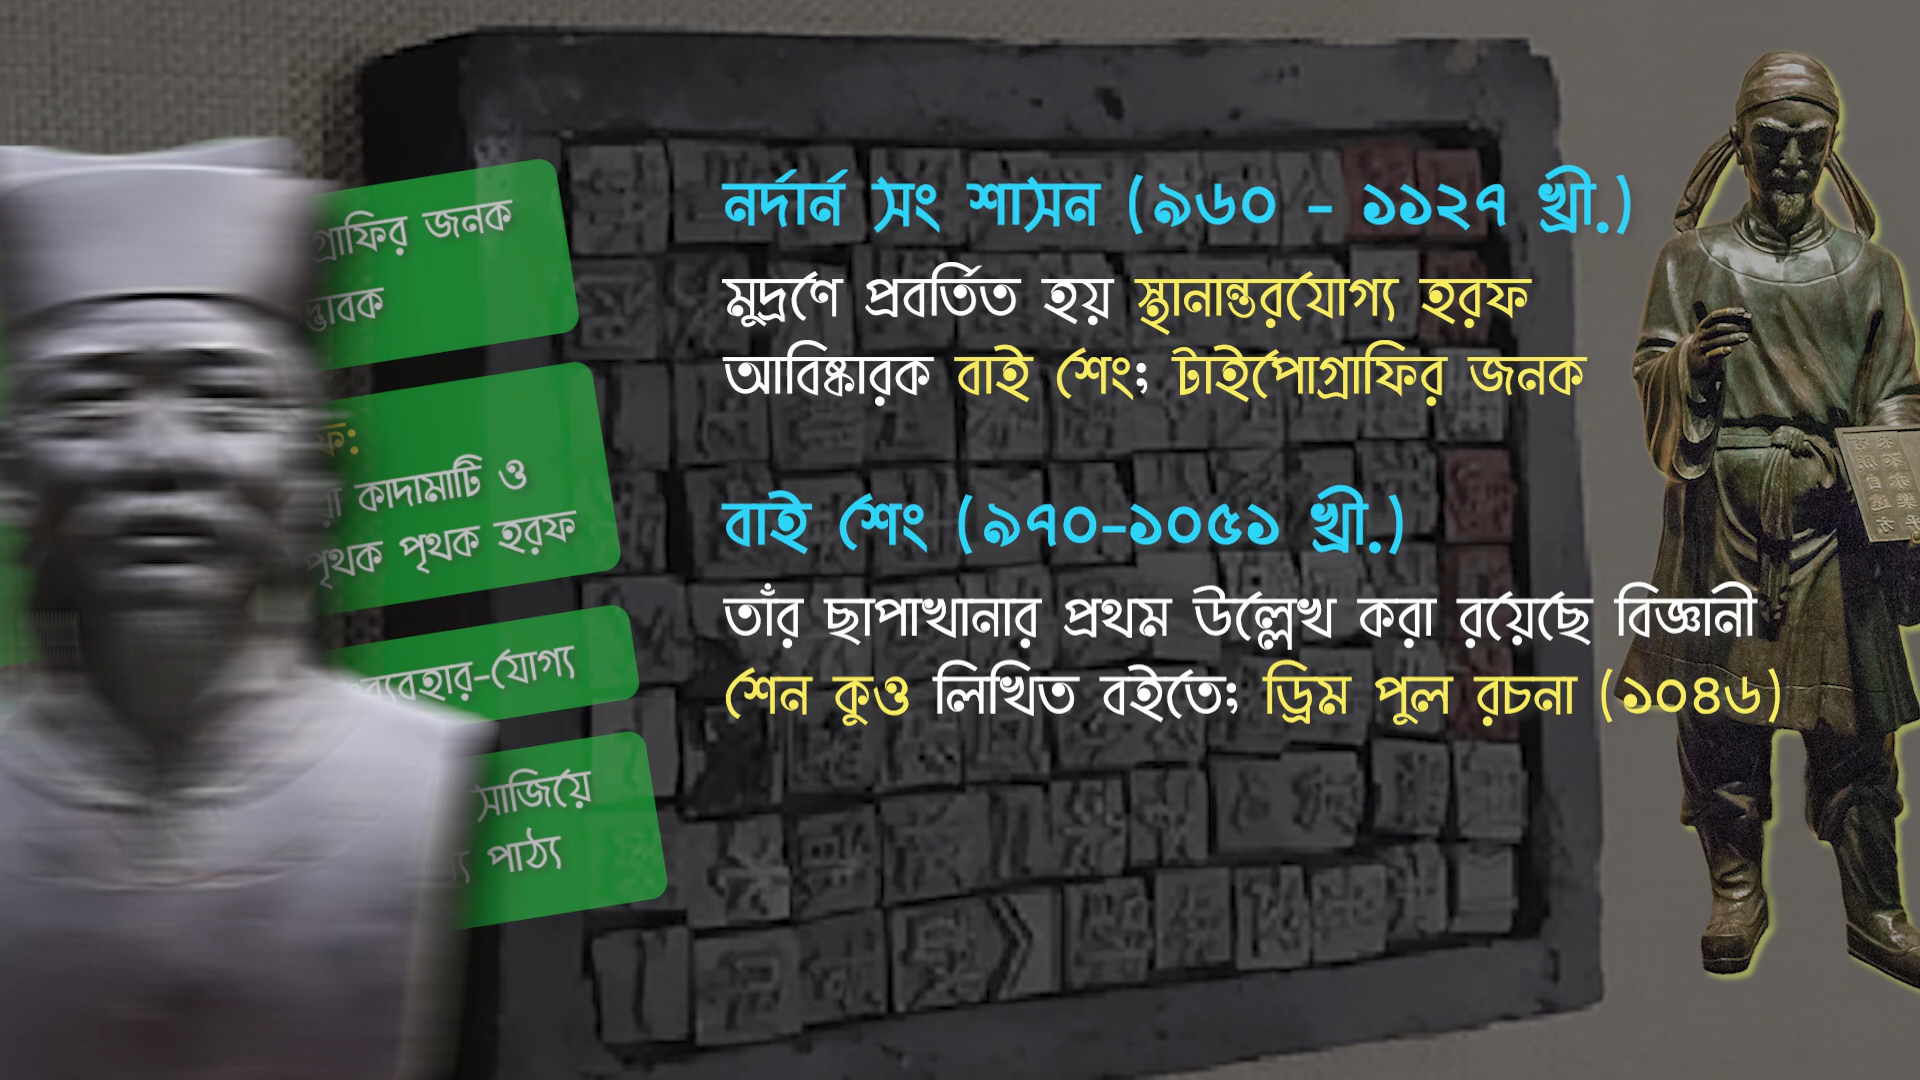 নর্দার্ন সং শাসন (৯৬০ - ১১২৭ খ্রী.)
মুদ্রণে প্রবর্তিত হয় স্থানান্তরযোগ্য হরফ
আবিষ্কারক বাই শেং; টাইপোগ্রাফির জনক
বাই শেং (৯৭০-১০৫১ খ্রী.)
তাঁর ছাপাখানার প্রথম উল্লেখ করা রয়েছে বিজ্ঞানী
শেন কুও লিখিত বইতে; ড্রিম পুল রচনা (১০৪৬)
জনক
কাদামাটি ও
পৃথক পৃথক হরফ
সাজিয়ে
পাঠ্য